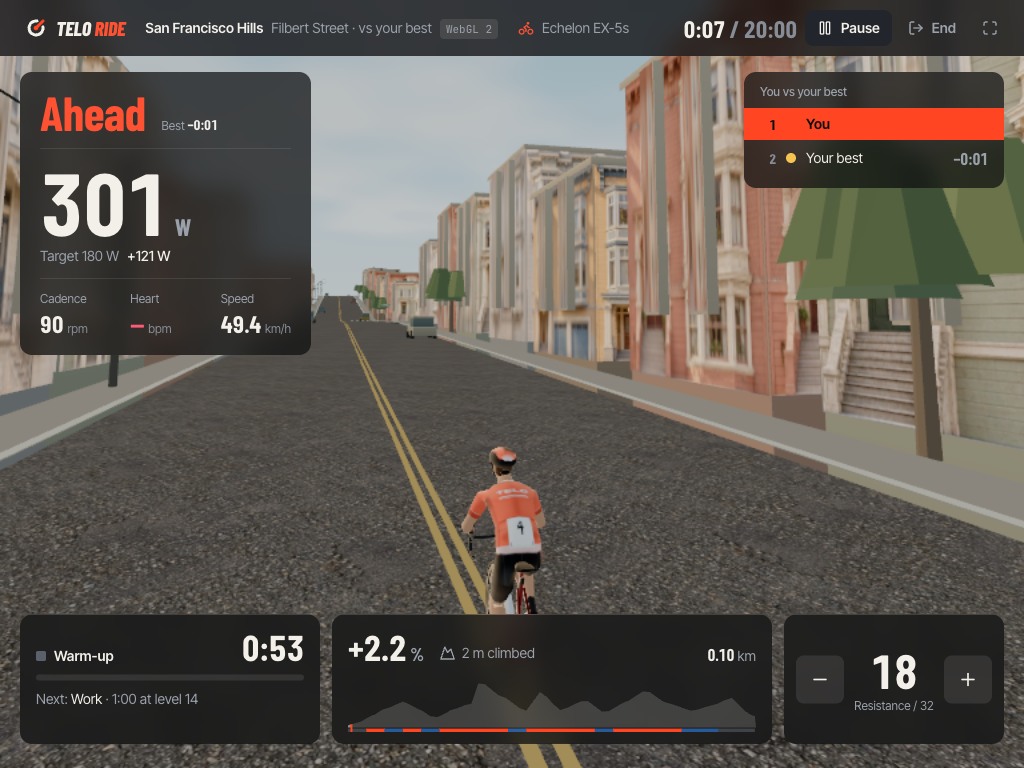 TELO RIDE
San Francisco Hills Filbert Street · vs your best WebGL 2 Echelon EX-5s 0:07 / 20:00 Pause End
Ahead Best −0:01
301 W
Target 180 W +121 W
Cadence Heart Speed
90 rpm – bpm 49.4 km/h
You vs your best
1 You
2 Your best −0:01
TELO
4
Warm-up 0:53
Next: Work · 1:00 at level 14
+2.2 % 2 m climbed 0.10 km
− 18 +
Resistance / 32